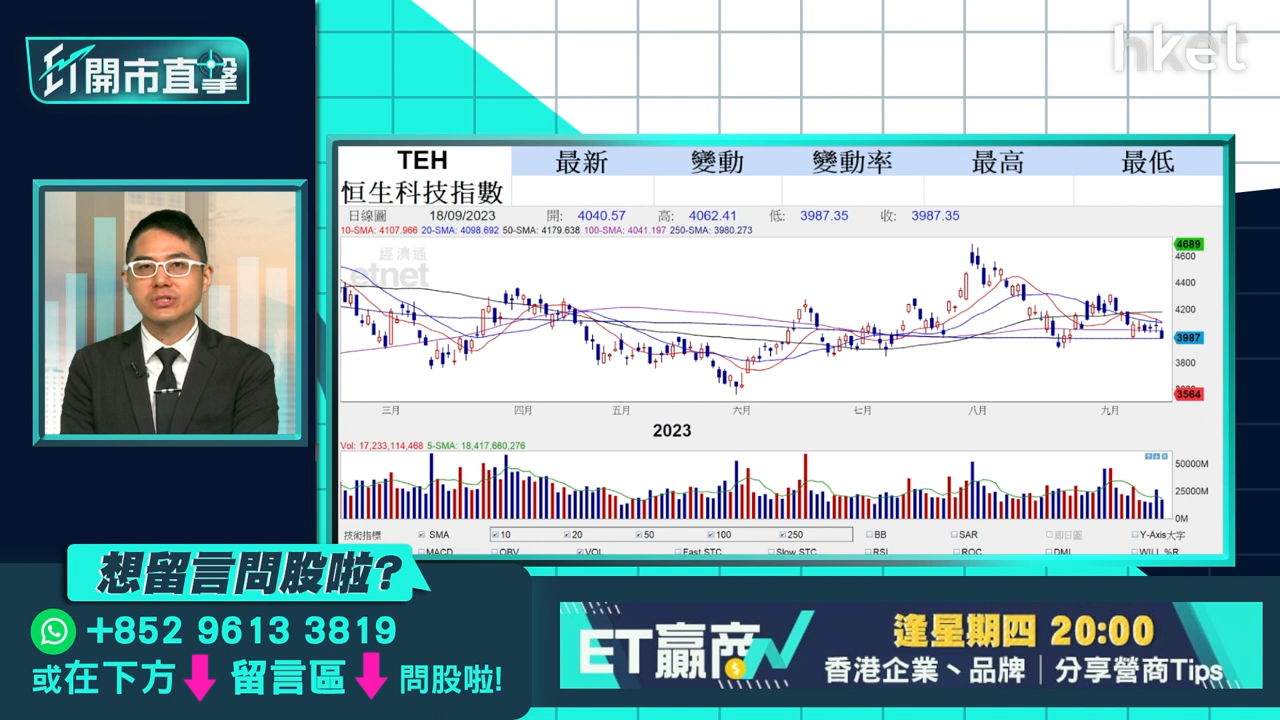 ET開市直擊
hket
TEH 最新 變動 變動率 最高 最低
恒生科技指數
日線圖 18/09/2023 開: 4040.57 高: 4062.41 低: 3987.35 收: 3987.35
10-SMA: 4107.966 20-SMA: 4098.692 50-SMA: 4179.638 100-SMA: 4041.197 250-SMA: 3980.273
經濟通
etnet
4689
4600
4400
4200
3987
3800
3564
三月 四月 五月 六月 七月 八月 九月
2023
Vol: 17,233,114,468 5-SMA: 18,417,660,276
50000M
25000M
0M
技術指標 SMA 10 20 50 100 250 BB SAR 即日圖 Y-Axis大字
MACD OBV VOL Fast STC Slow STC RSI ROC DMI WILL %R
想留言問股啦?
+852 9613 3819
或在下方 留言區 問股啦!
ET贏商
逢星期四 20:00
香港企業、品牌|分享營商Tips